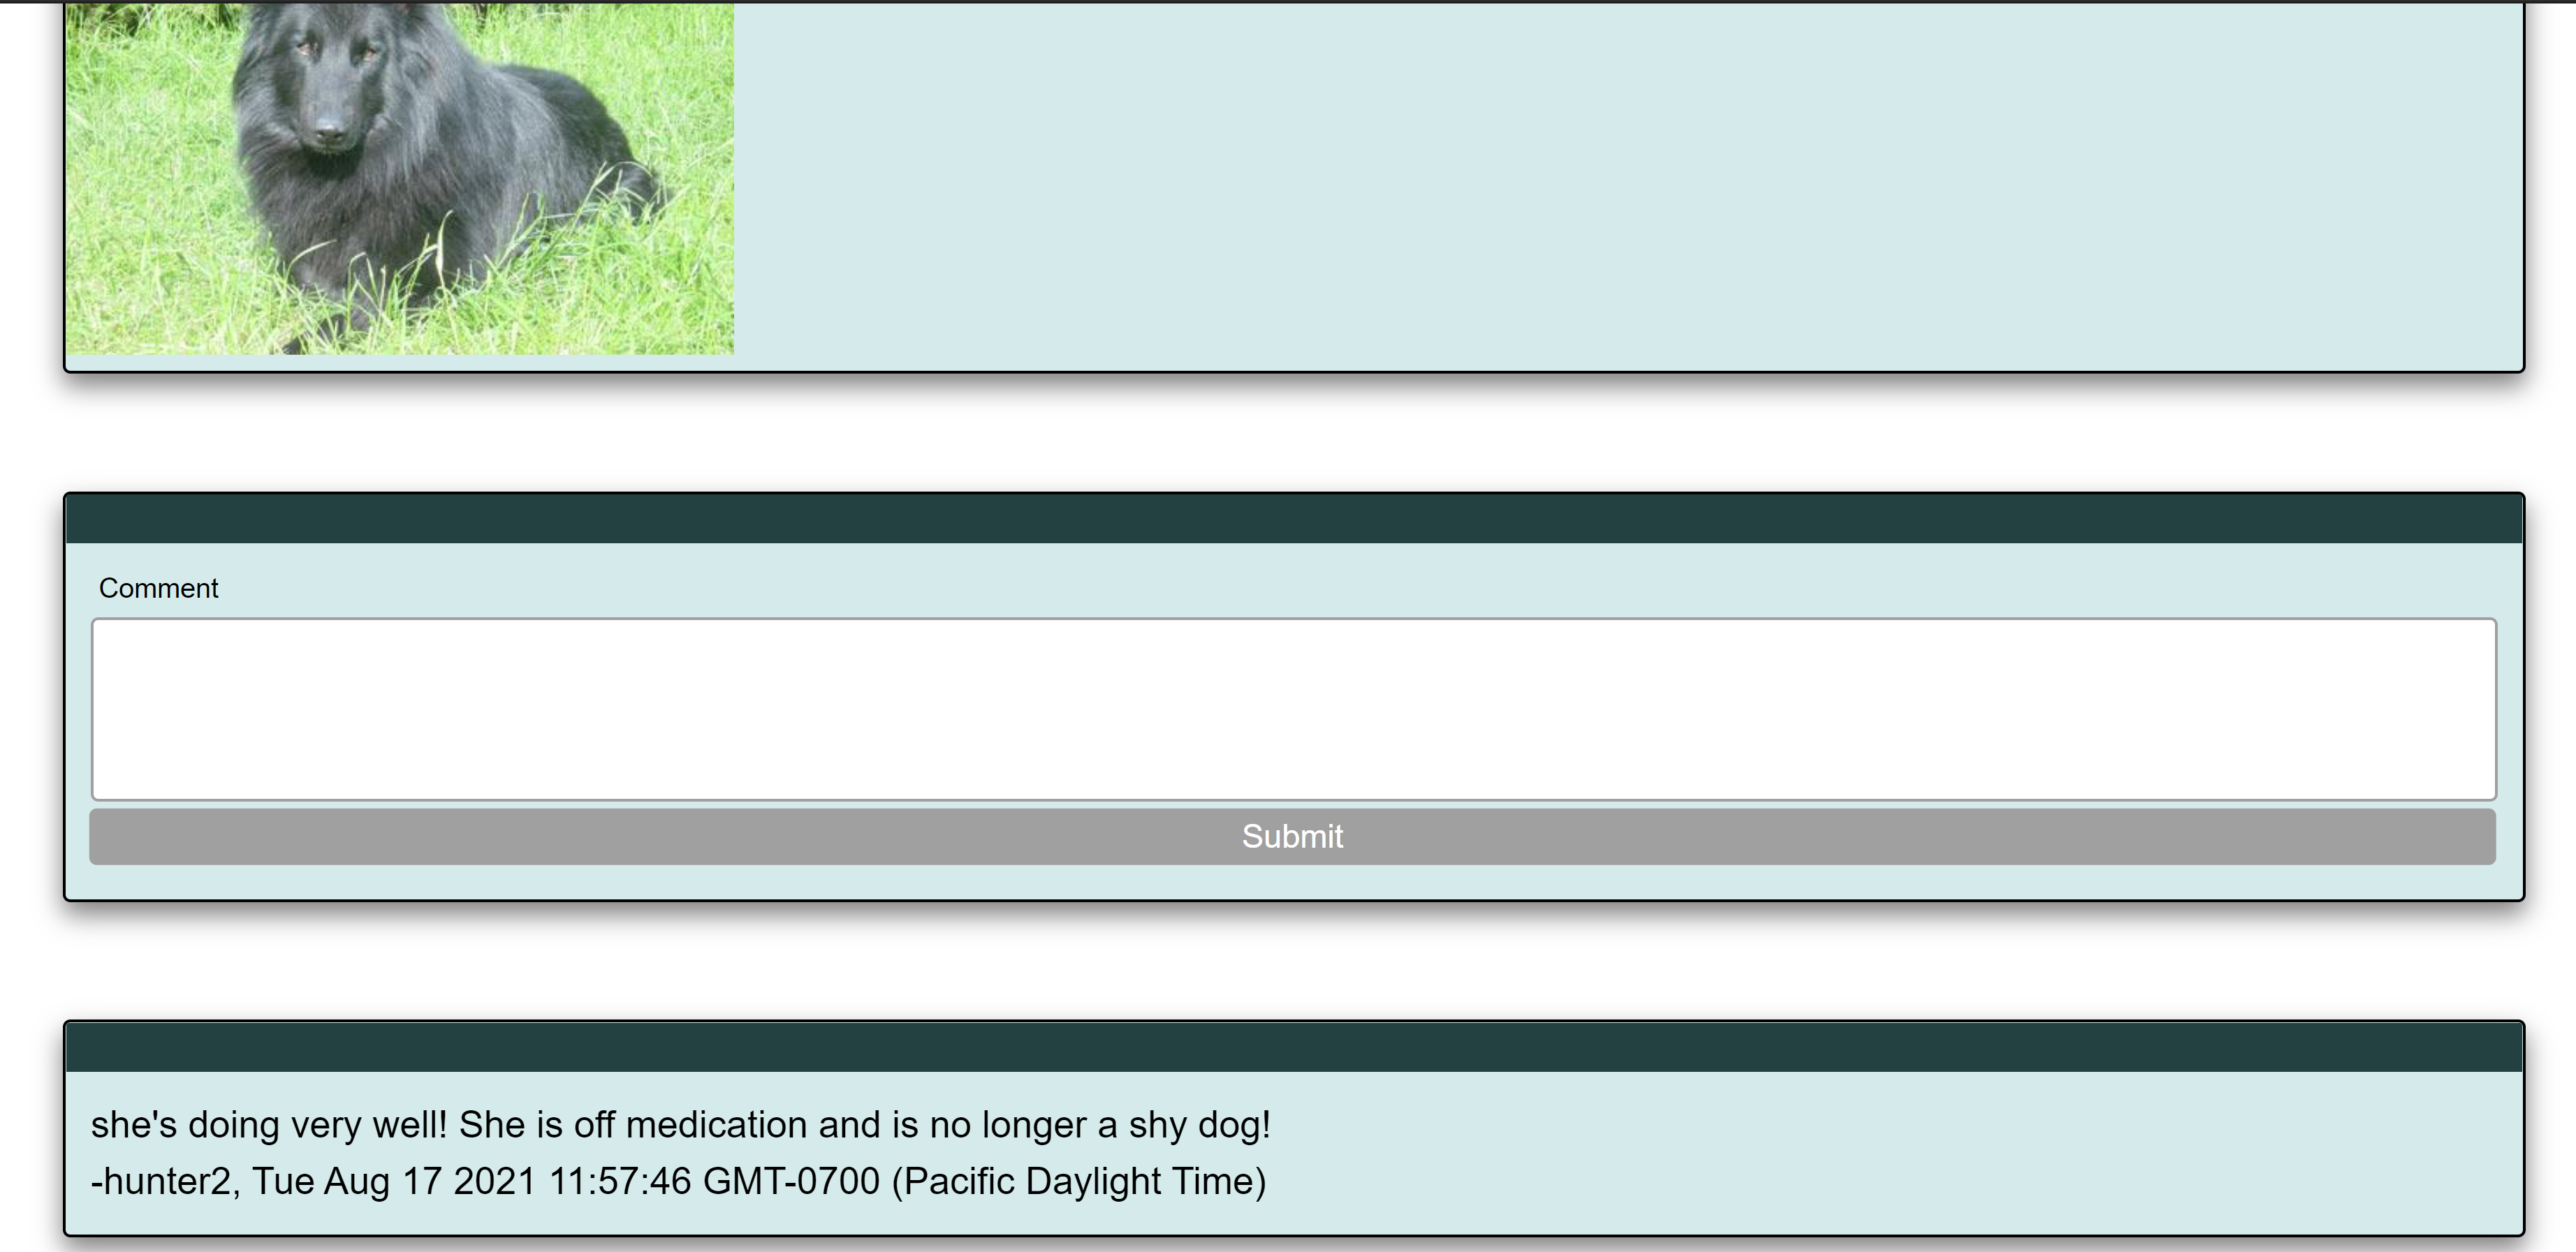 Comment
Submit
she's doing very well! She is off medication and is no longer a shy dog!
-hunter2, Tue Aug 17 2021 11:57:46 GMT-0700 (Pacific Daylight Time)